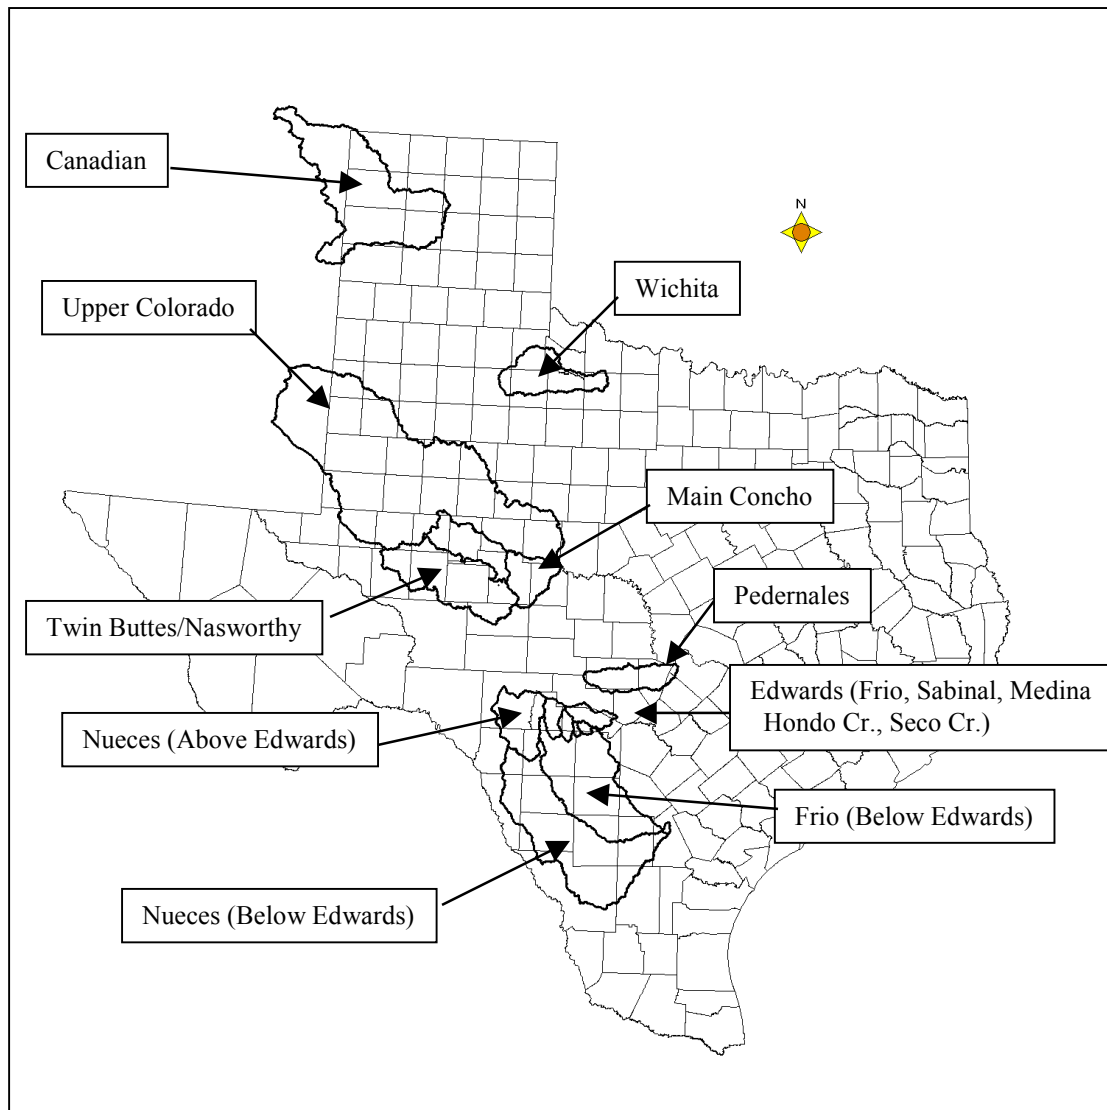 N
Canadian
Wichita
Upper Colorado
Main Concho
Pedernales
Twin Buttes/Nasworthy
Edwards (Frio, Sabinal, Medina
Hondo Cr., Seco Cr.)
Nueces (Above Edwards)
Frio (Below Edwards)
Nueces (Below Edwards)